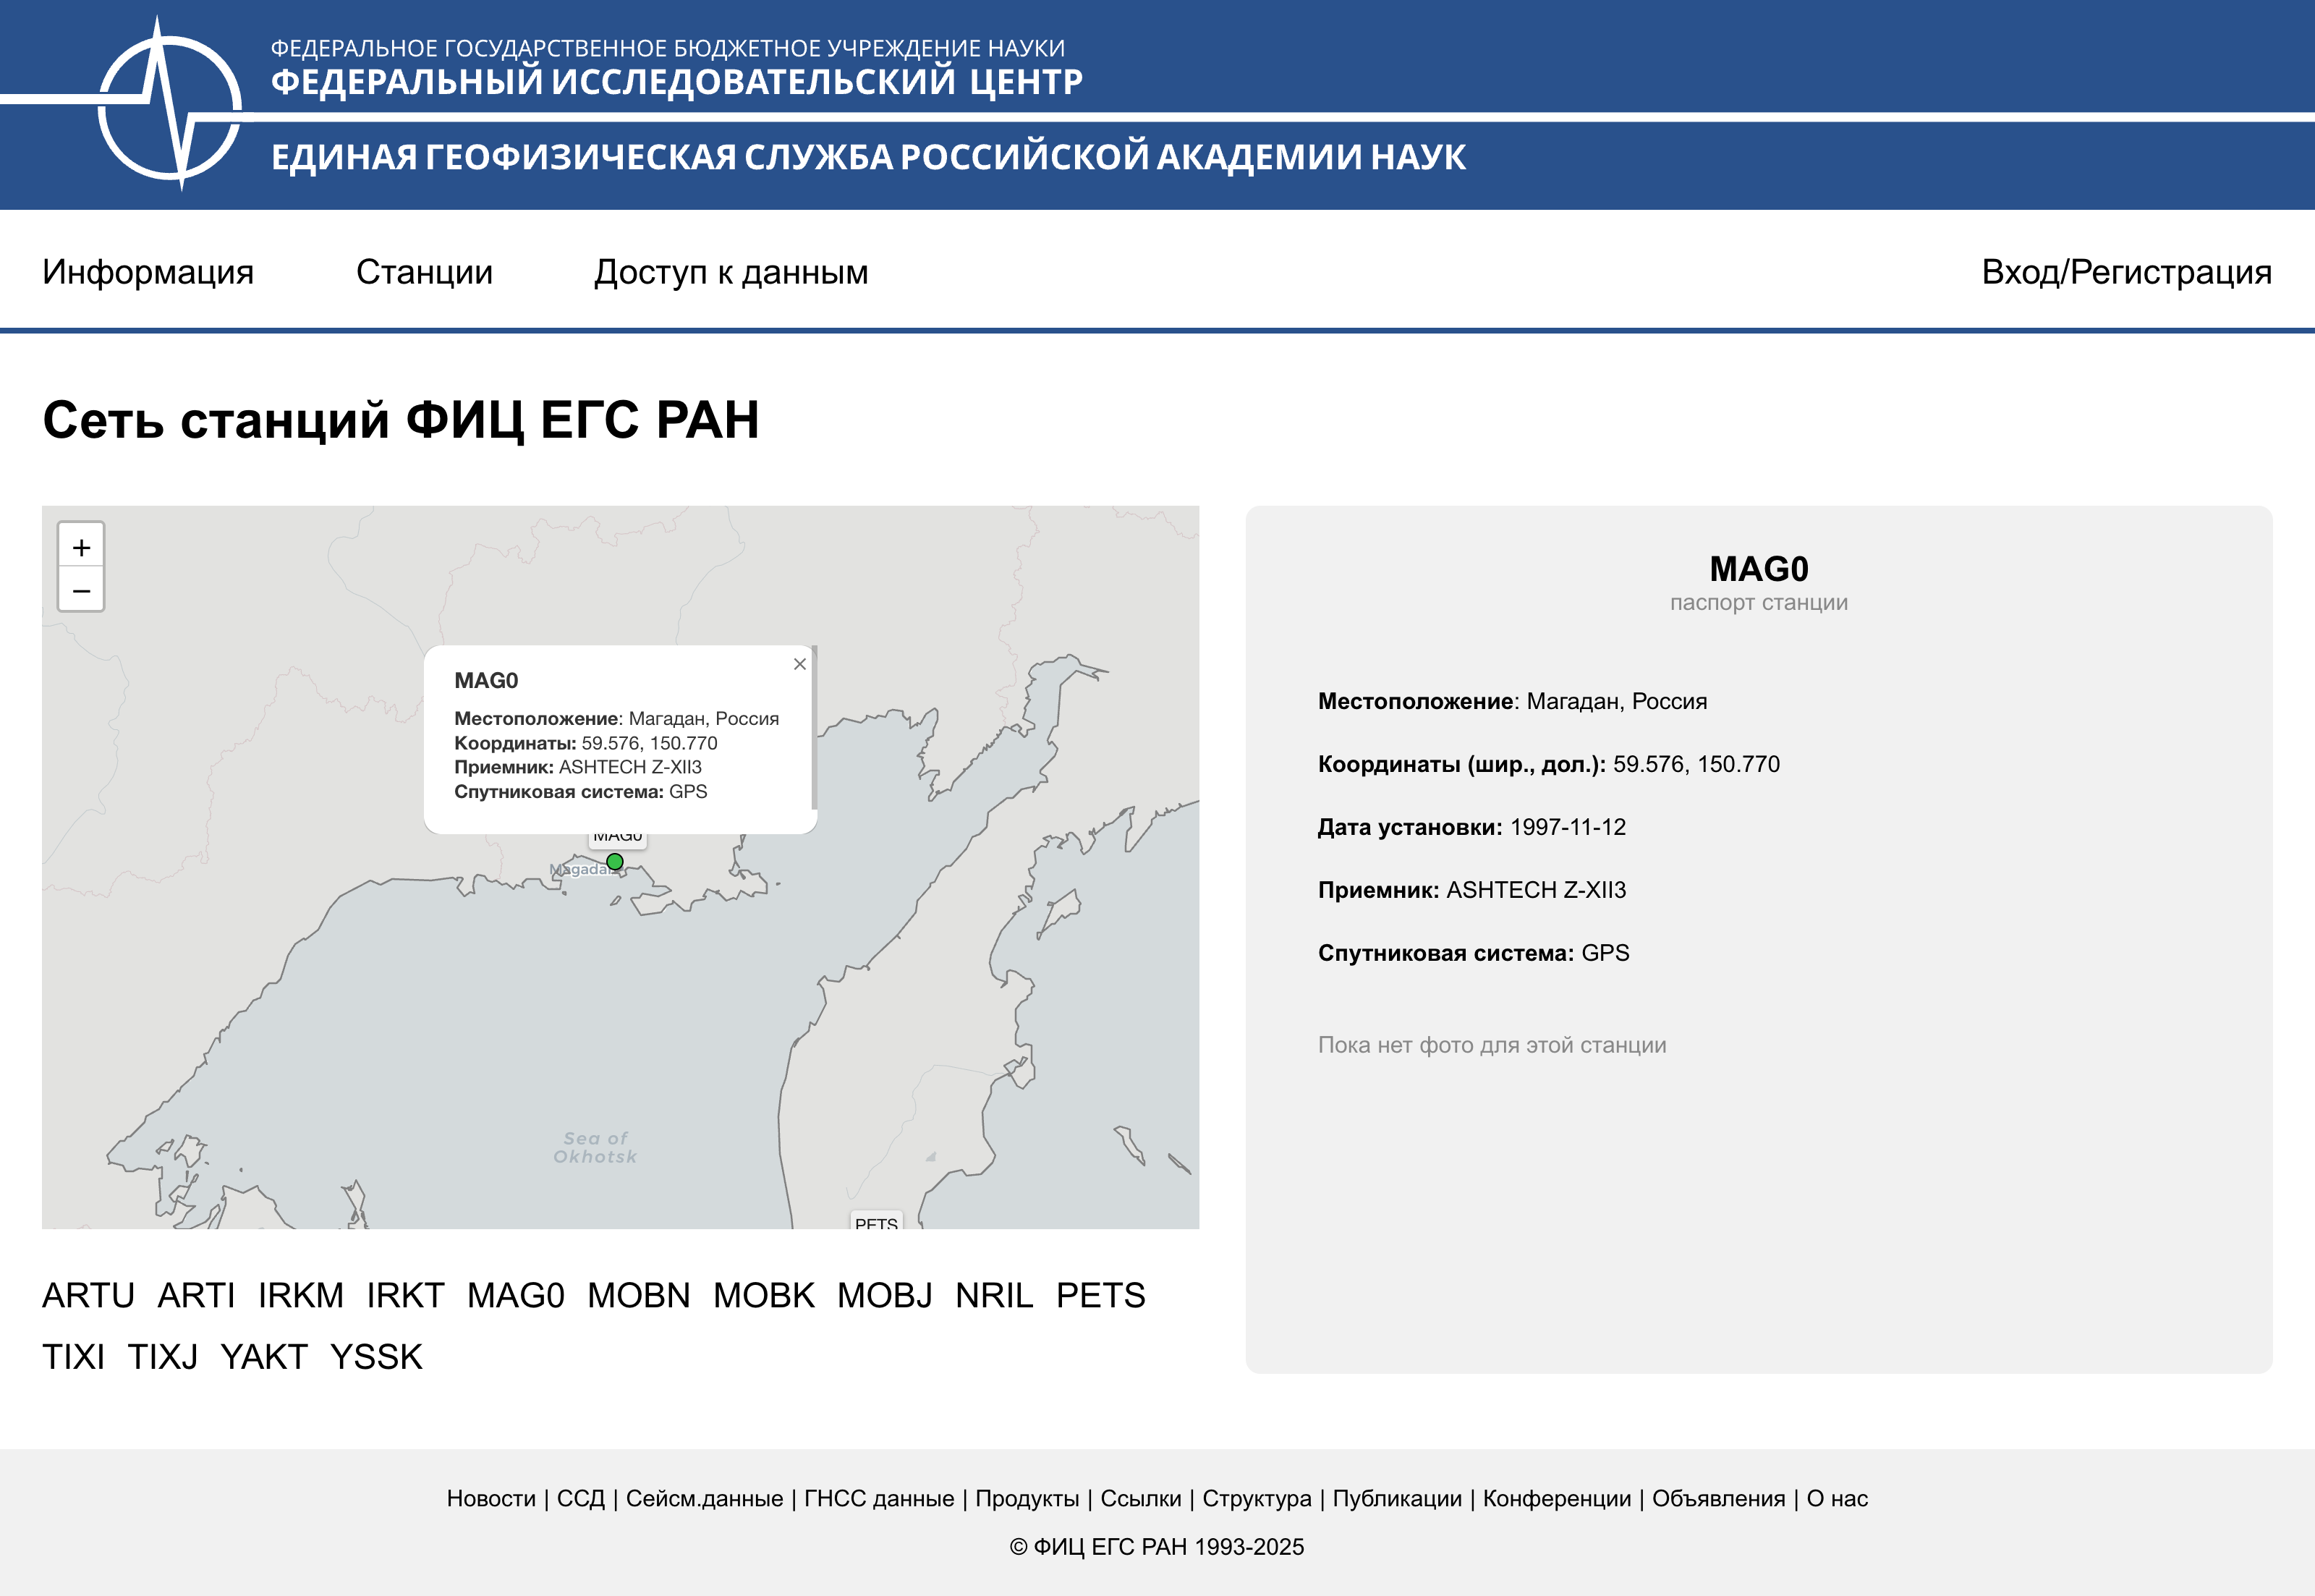 ФЕДЕРАЛЬНОЕ ГОСУДАРСТВЕННОЕ БЮДЖЕТНОЕ УЧРЕЖДЕНИЕ НАУКИ
ФЕДЕРАЛЬНЫЙ ИССЛЕДОВАТЕЛЬСКИЙ ЦЕНТР
ЕДИНАЯ ГЕОФИЗИЧЕСКАЯ СЛУЖБА РОССИЙСКОЙ АКАДЕМИИ НАУК
Информация Станции Доступ к данным Вход/Регистрация
Сеть станций ФИЦ ЕГС РАН
+
−
MAG0
Местоположение: Магадан, Россия
Координаты: 59.576, 150.770
Приемник: ASHTECH Z-XII3
Спутниковая система: GPS
×
MAG0
Magadan
Sea of
Okhotsk
PETS
ARTU ARTI IRKM IRKT MAG0 MOBN MOBK MOBJ NRIL PETS
TIXI TIXJ YAKT YSSK
MAG0
паспорт станции
Местоположение: Магадан, Россия
Координаты (шир., дол.): 59.576, 150.770
Дата установки: 1997-11-12
Приемник: ASHTECH Z-XII3
Спутниковая система: GPS
Пока нет фото для этой станции
Новости | ССД | Сейсм.данные | ГНСС данные | Продукты | Ссылки | Структура | Публикации | Конференции | Объявления | О нас
© ФИЦ ЕГС РАН 1993-2025